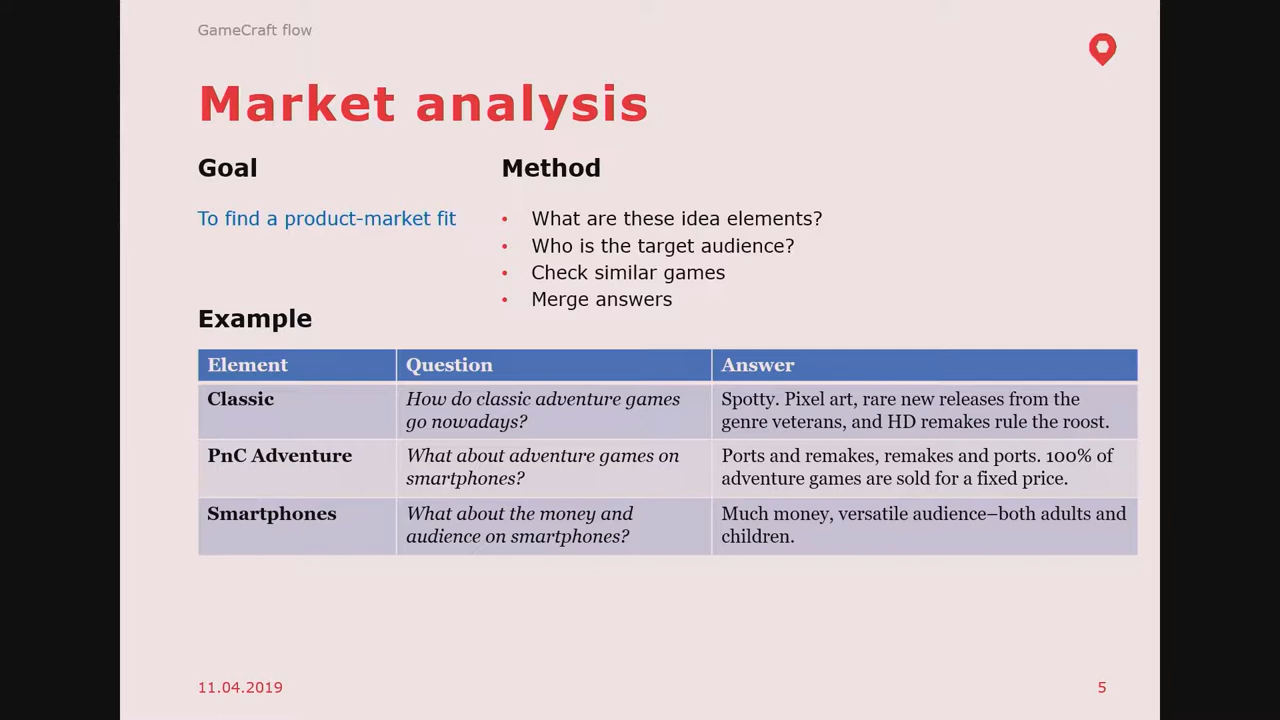 GameCraft flow
Market analysis
Goal
To find a product-market fit
Method
• What are these idea elements?
• Who is the target audience?
• Check similar games
• Merge answers
Example
Element Question Answer
Classic How do classic adventure games Spotty. Pixel art, rare new releases from the
go nowadays? genre veterans, and HD remakes rule the roost.
PnC Adventure What about adventure games on Ports and remakes, remakes and ports. 100% of
smartphones? adventure games are sold for a fixed price.
Smartphones What about the money and Much money, versatile audience–both adults and
audience on smartphones? children.
11.04.2019 5